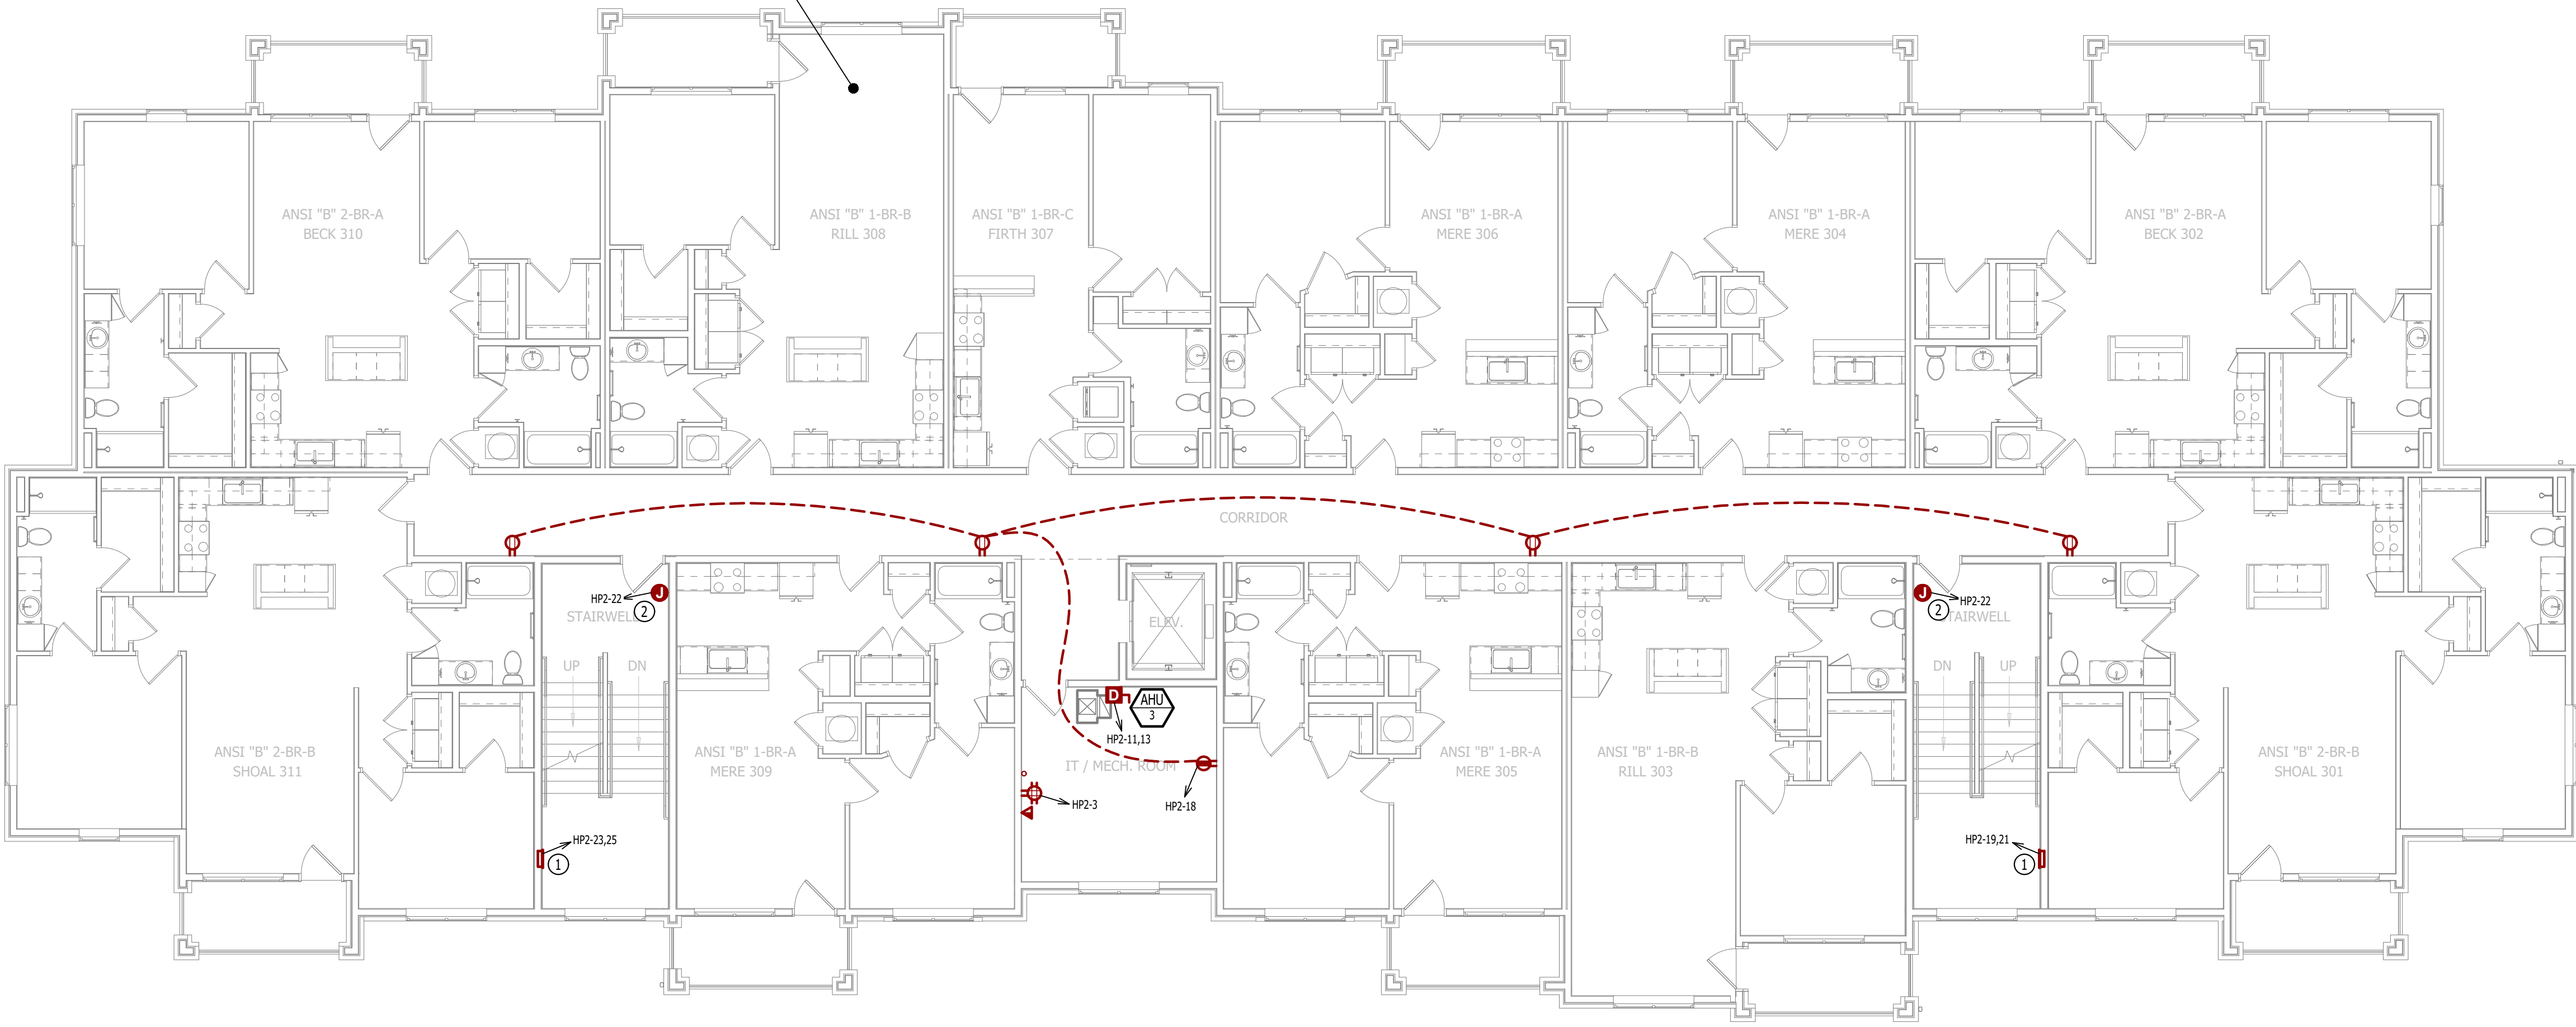 ANSI "B" 2-BR-A
BECK 310
ANSI "B" 1-BR-B
RILL 308
ANSI "B" 1-BR-C
FIRTH 307
ANSI "B" 1-BR-A
MERE 306
ANSI "B" 1-BR-A
MERE 304
ANSI "B" 2-BR-A
BECK 302
CORRIDOR
HP2-22
J
2
STAIRWELL
UP
DN
ELEV.
J
HP2-22
2
STAIRWELL
DN
UP
D
AHU
3
HP2-11,13
IT / MECH. ROOM
HP2-3
HP2-18
ANSI "B" 2-BR-B
SHOAL 311
ANSI "B" 1-BR-A
MERE 309
ANSI "B" 1-BR-A
MERE 305
ANSI "B" 1-BR-B
RILL 303
ANSI "B" 2-BR-B
SHOAL 301
HP2-23,25
1
HP2-19,21
1